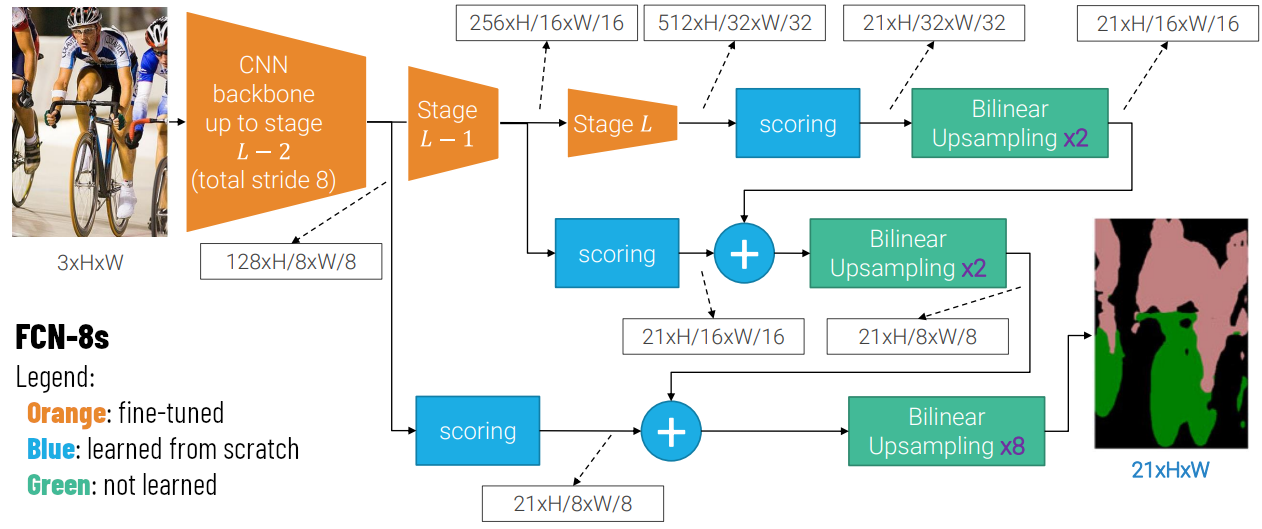 256xH/16xW/16
512xH/32xW/32
21xH/32xW/32
21xH/16xW/16
CNN
backbone
up to stage
L − 2
(total stride 8)
Stage
L − 1
Stage L
scoring
Bilinear
Upsampling x2
3xHxW
128xH/8xW/8
scoring
+
Bilinear
Upsampling x2
21xH/16xW/16
21xH/8xW/8
FCN-8s
Legend:
Orange: fine-tuned
Blue: learned from scratch
Green: not learned
scoring
+
Bilinear
Upsampling x8
21xH/8xW/8
21xHxW